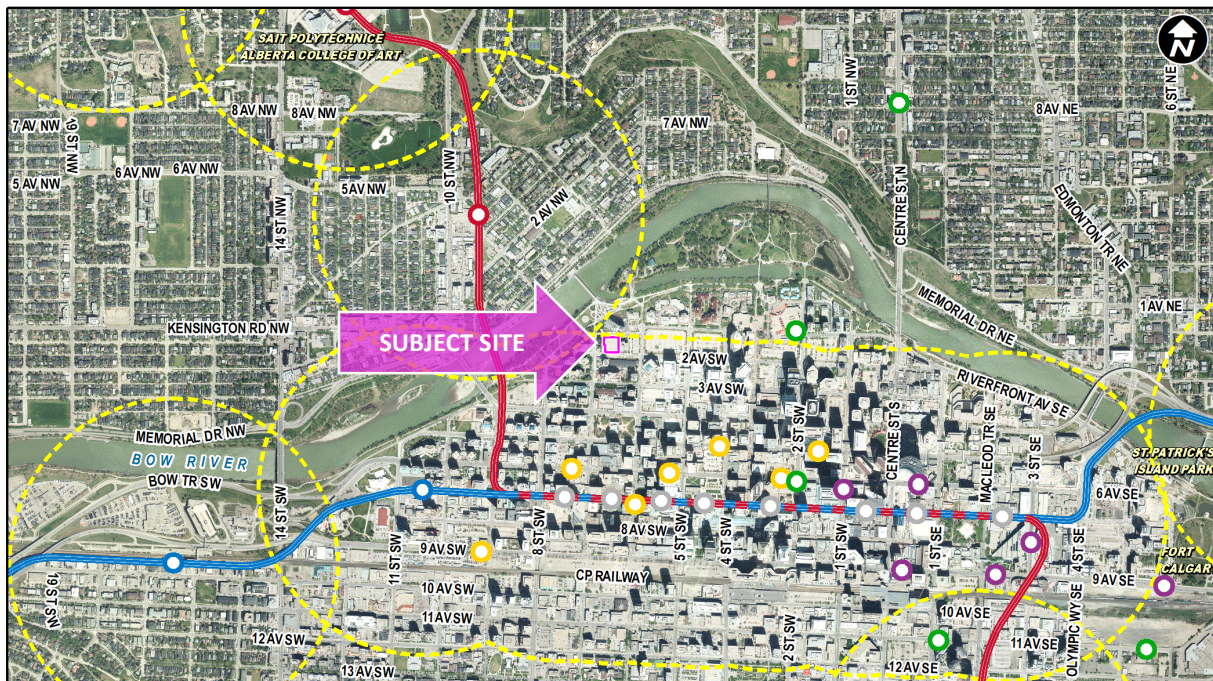 SAIT POLYTECHNICE
ALBERTA COLLEGE OF ART
N
1 ST NW
6 ST NE
8 AV NW
8 AV NW
8 AV NE
7 AV NW
19 ST NW
7 AV NW
6 AV NW
6 AV NW
5 AV NW
5 AV NW
10 ST NW
2 AV NW
14 ST NW
CENTRE ST N
EDMONTON TR NE
MEMORIAL DR NE
1 AV NE
KENSINGTON RD NW
SUBJECT SITE
2 AV SW
3 AV SW
RIVERFRONT AV SE
MEMORIAL DR NW
BOW RIVER
BOW TR SW
14 ST SW
2 ST SW
CENTRE ST S
MACLEOD TR SE
3 ST SE
ST. PATRICK'S
ISLAND PARK
6 AV SE
8 ST SW
8 AV SW
5 ST SW
4 ST SW
1 ST SW
1 ST SE
4 ST SE
11 ST SW
9 AV SW
FORT
CALGAR
19 ST NW
10 AV SW
CP RAILWAY
9 AV SE
11 AV SW
10 AV SE
12 AV SW
2 ST SW
11 AV SE
OLYMPIC WY SE
13 AV SW
12 AV SE